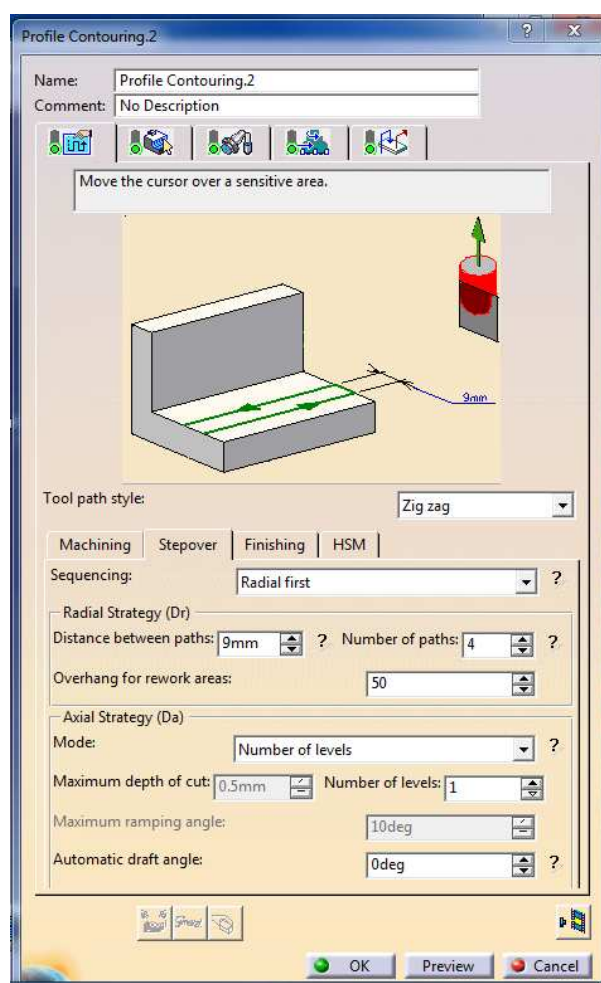 Profile Contouring.2
Name: Profile Contouring.2
Comment: No Description
Move the cursor over a sensitive area.
9mm
Tool path style: Zig zag
Machining Stepover Finishing HSM
Sequencing: Radial first ?
Radial Strategy (Dr)
Distance between paths: 9mm ? Number of paths: 4 ?
Overhang for rework areas: 50
Axial Strategy (Da)
Mode: Number of levels ?
Maximum depth of cut: 0.5mm Number of levels: 1
Maximum ramping angle: 10deg
Automatic draft angle: 0deg ?
OK Preview Cancel